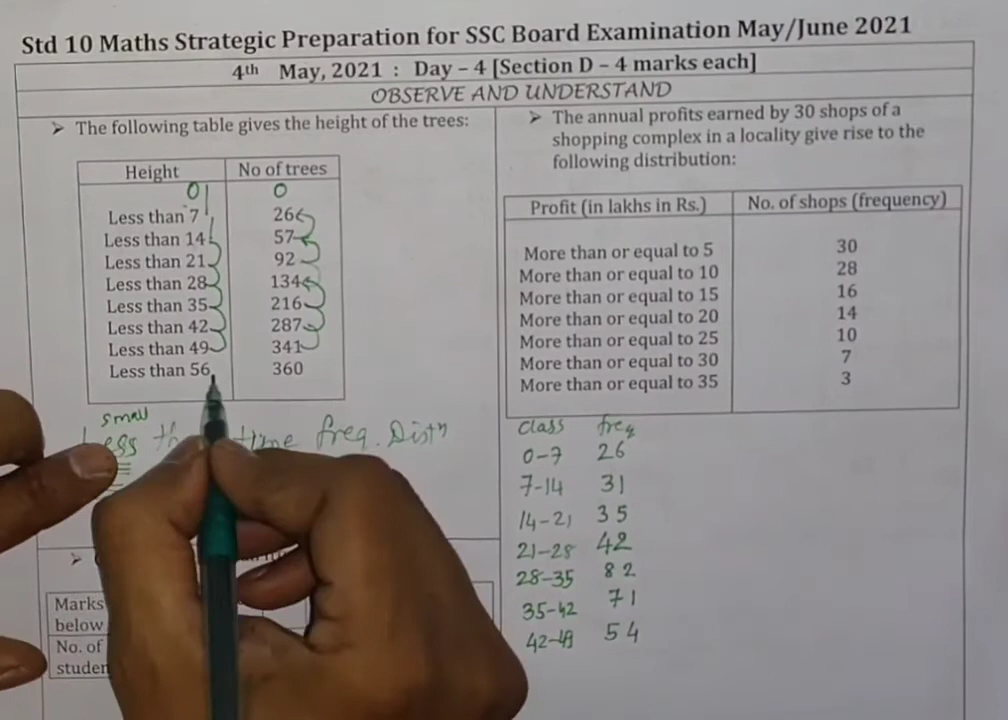 Std 10 Maths Strategic Preparation for SSC Board Examination May/June 2021
4th May, 2021 : Day – 4 [Section D – 4 marks each]
OBSERVE AND UNDERSTAND
➢ The following table gives the height of the trees:
Height No of trees
0 0
Less than 7 26
Less than 14 57
Less than 21 92
Less than 28 134
Less than 35 216
Less than 42 287
Less than 49 341
Less than 56 360
small
Less freq. Distn
Marks
below
No. of
studen
➢ The annual profits earned by 30 shops of a
shopping complex in a locality give rise to the
following distribution:
Profit (in lakhs in Rs.) No. of shops (frequency)
More than or equal to 5 30
More than or equal to 10 28
More than or equal to 15 16
More than or equal to 20 14
More than or equal to 25 10
More than or equal to 30 7
More than or equal to 35 3
Class freq
0-7 26
7-14 31
14-21 35
21-28 42
28-35 82
35-42 71
42-49 54